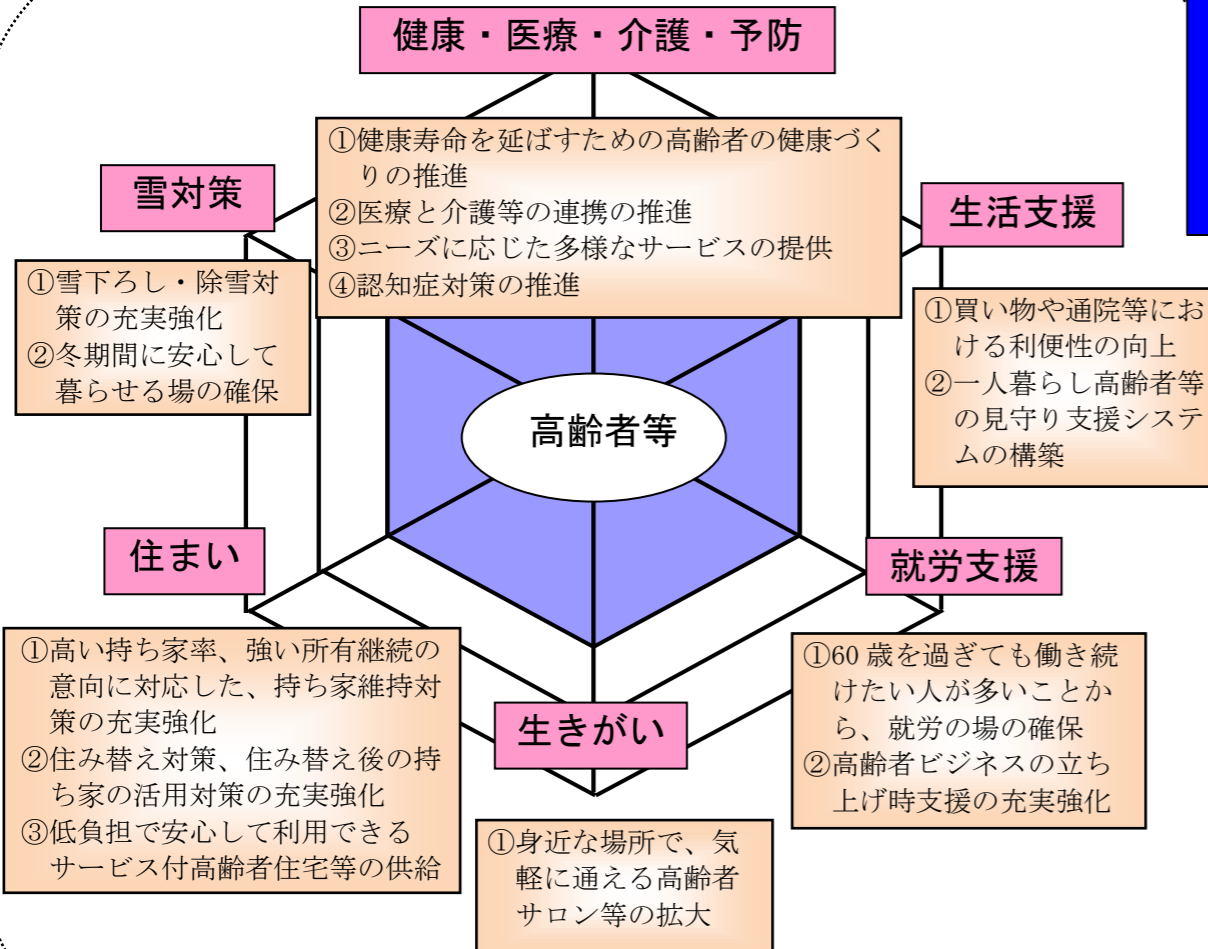 健康・医療・介護・予防
①健康寿命を延ばすための高齢者の健康づく
りの推進
②医療と介護等の連携の推進
③ニーズに応じた多様なサービスの提供
④認知症対策の推進
雪対策
①雪下ろし・除雪対
策の充実強化
②冬期間に安心して
暮らせる場の確保
生活支援
①買い物や通院等にお
ける利便性の向上
②一人暮らし高齢者等
の見守り支援システ
ムの構築
高齢者等
住まい
①高い持ち家率、強い所有継続の
意向に対応した、持ち家維持対
策の充実強化
②住み替え対策、住み替え後の持
ち家の活用対策の充実強化
③低負担で安心して利用できる
サービス付高齢者住宅等の供給
就労支援
①60 歳を過ぎても働き続
けたい人が多いことか
ら、就労の場の確保
②高齢者ビジネスの立ち
上げ時支援の充実強化
生きがい
①身近な場所で、気
軽に通える高齢者
サロン等の拡大